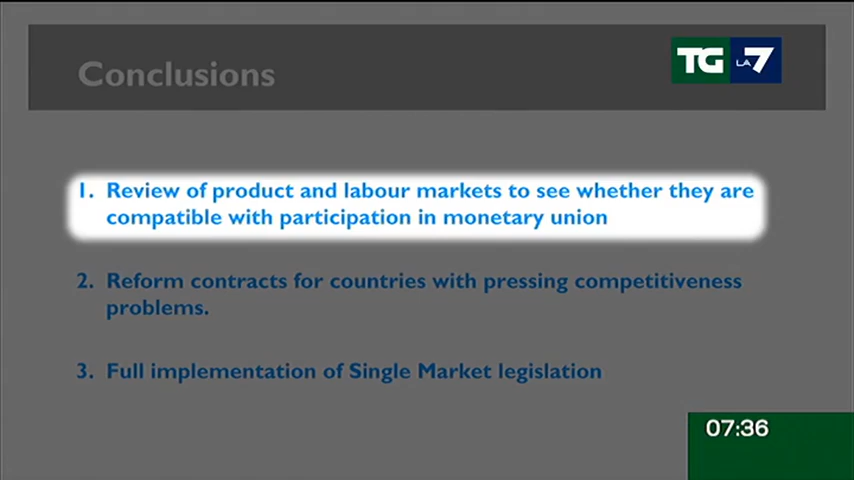 Conclusions
TG LA7
1. Review of product and labour markets to see whether they are
compatible with participation in monetary union
2. Reform contracts for countries with pressing competitiveness
problems.
3. Full implementation of Single Market legislation
07:36